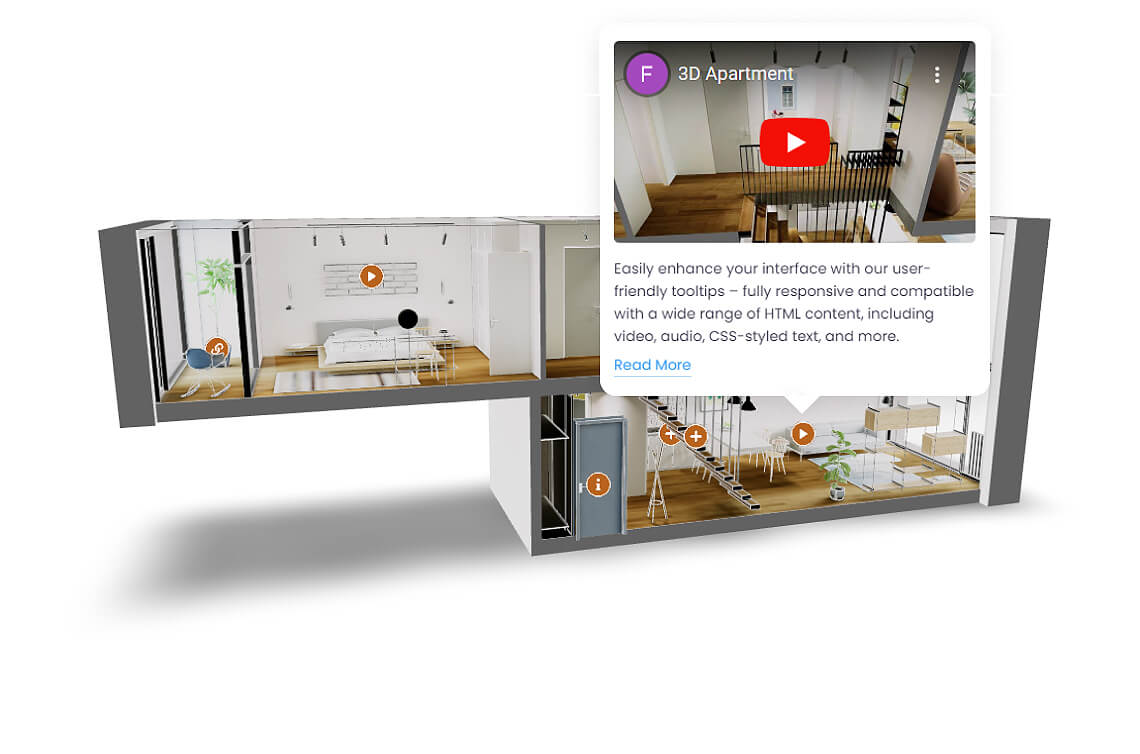 F
3D Apartment
Easily enhance your interface with our user-
friendly tooltips – fully responsive and compatible
with a wide range of HTML content, including
video, audio, CSS-styled text, and more.
Read More
i